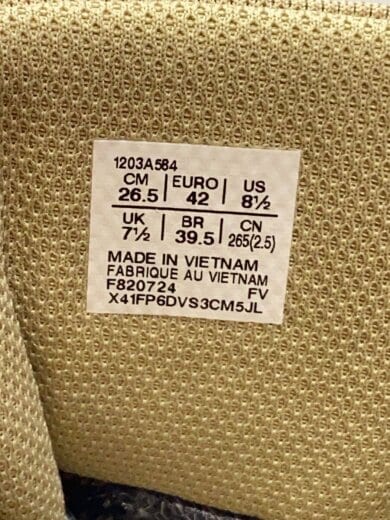 1203A584
CM EURO US
26.5 42 8½
UK BR CN
7½ 39.5 265(2.5)
MADE IN VIETNAM
FABRIQUE AU VIETNAM
F820724 FV
X41FP6DVS3CM5JL